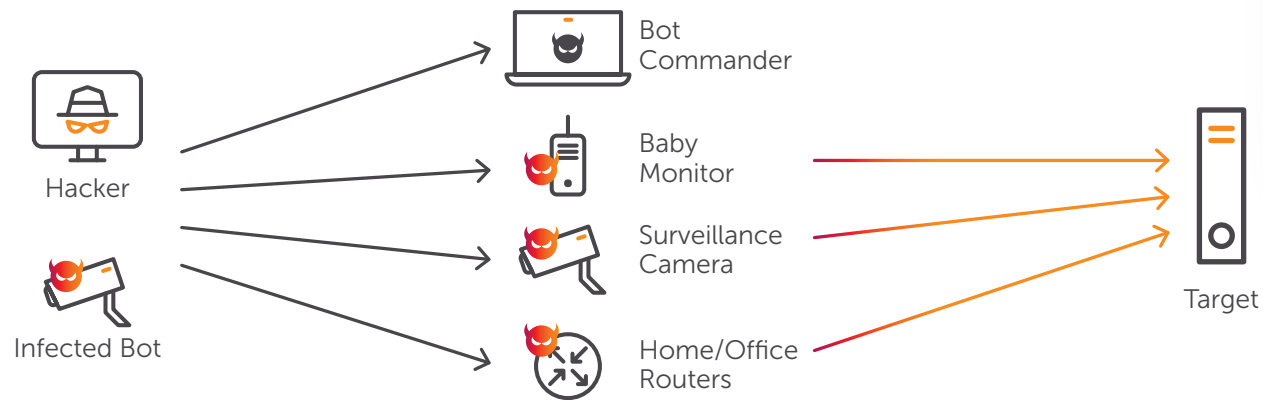 Hacker
Infected Bot
Bot
Commander
Baby
Monitor
Surveillance
Camera
Home/Office
Routers
Target